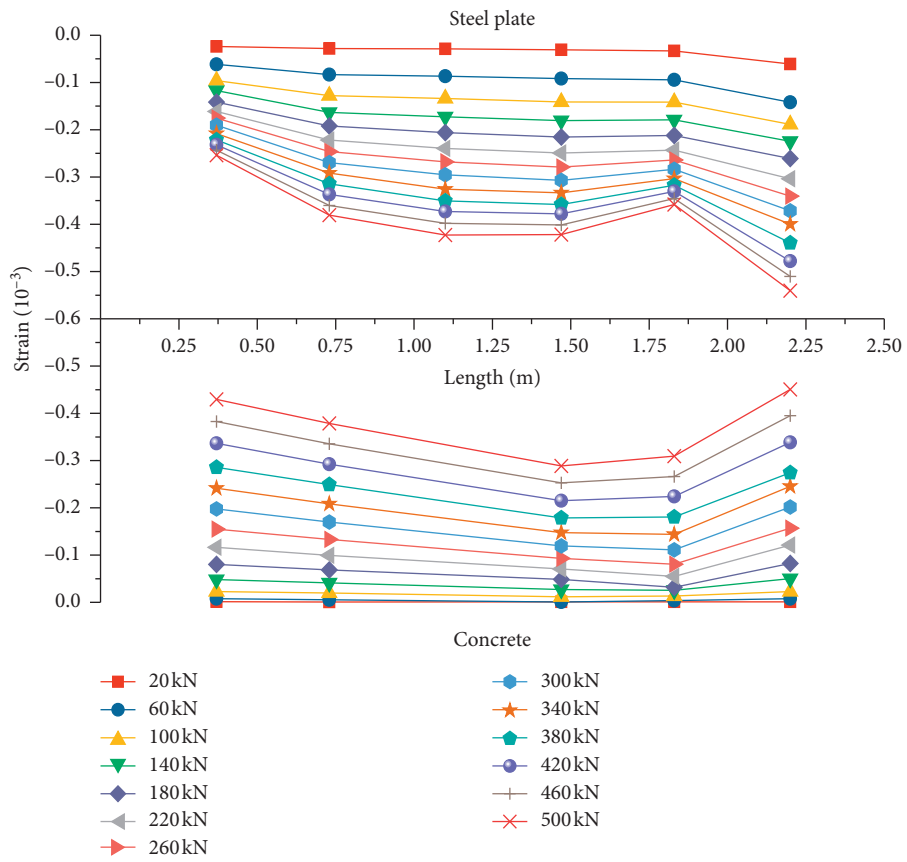 Steel plate
0.0
−0.1
−0.2
−0.3
−0.4
−0.5
−0.6
−0.5
−0.4
−0.3
−0.2
−0.1
0.0
Strain (10⁻³)
0.25 0.50 0.75 1.00 1.25 1.50 1.75 2.00 2.25 2.50
Length (m)
Concrete
20 kN
60 kN
100 kN
140 kN
180 kN
220 kN
260 kN
300 kN
340 kN
380 kN
420 kN
460 kN
500 kN